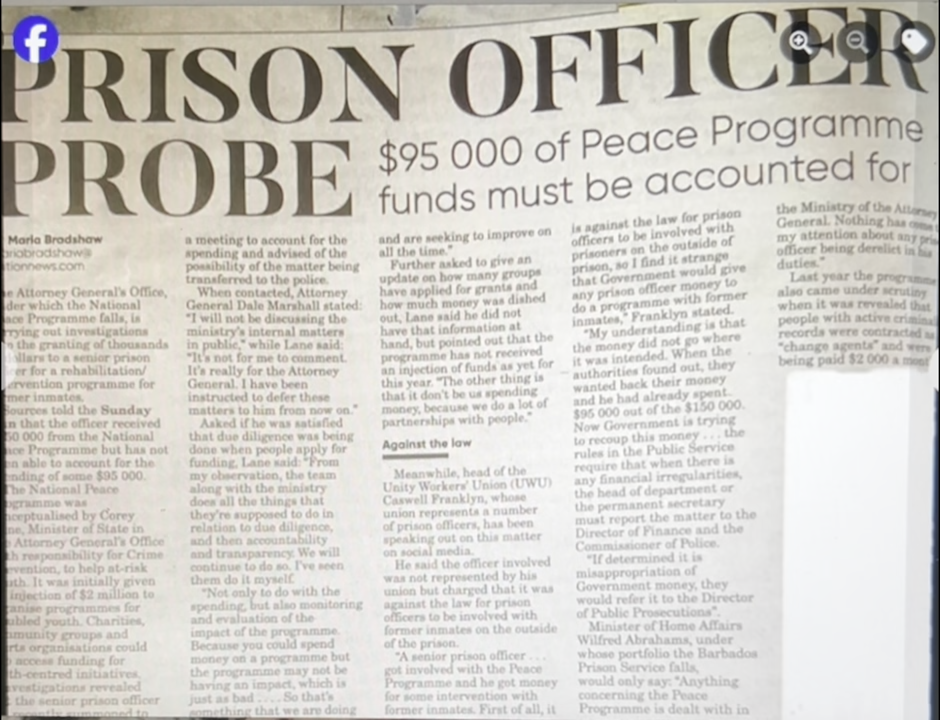 PRISON OFFICER
PROBE
$95 000 of Peace Programme
funds must be accounted for
Maria Bradshaw
riabradshaw@
tionnews.com
e Attorney General's Office,
der which the National
ace Programme falls, is
rying out investigations
the granting of thousands
ollars to a senior prison
er for a rehabilitation/
ervention programme for
mer inmates.
Sources told the Sunday
n that the officer received
50 000 from the National
ace Programme but has not
en able to account for the
nding of some $95 000.
The National Peace
ogramme was
nceptualised by Corey
ne, Minister of State in
Attorney General's Office
h responsibility for Crime
evention, to help at-risk
uth. It was initially given
injection of $2 million to
anise programmes for
ubled youth. Charities,
mmunity groups and
rts organisations could
access funding for
th-centred initiatives.
vestigations revealed
the senior prison officer
recently summoned to
a meeting to account for the
spending and advised of the
possibility of the matter being
transferred to the police.
When contacted, Attorney
General Dale Marshall stated:
"I will not be discussing the
ministry's internal matters
in public," while Lane said:
"It's not for me to comment.
It's really for the Attorney
General. I have been
instructed to defer these
matters to him from now on."
Asked if he was satisfied
that due diligence was being
done when people apply for
funding, Lane said: "From
my observation, the team
along with the ministry
does all the things that
they're supposed to do in
relation to due diligence,
and then accountability
and transparency. We will
continue to do so. I've seen
them do it myself.
"Not only to do with the
spending, but also monitoring
and evaluation of the
impact of the programme.
Because you could spend
money on a programme but
the programme may not be
having an impact, which is
just as bad .... So that's
something that we are doing
and are seeking to improve on
all the time."
Further asked to give an
update on how many groups
have applied for grants and
how much money was dished
out, Lane said he did not
have that information at
hand, but pointed out that the
programme has not received
an injection of funds as yet for
this year. "The other thing is
that it don't be us spending
money, because we do a lot of
partnerships with people."
Against the law
Meanwhile, head of the
Unity Workers' Union (UWU)
Caswell Franklyn, whose
union represents a number
of prison officers, has been
speaking out on this matter
on social media.
He said the officer involved
was not represented by his
union but charged that it was
against the law for prison
officers to be involved with
former inmates on the outside
of the prison.
"A senior prison officer ...
got involved with the Peace
Programme and he got money
for some intervention with
former inmates. First of all, it
is against the law for prison
officers to be involved with
prisoners on the outside of
prison, so I find it strange
that Government would give
any prison officer money to
do a programme with former
inmates," Franklyn stated.
"My understanding is that
the money did not go where
it was intended. When the
authorities found out, they
wanted back their money
and he had already spent
$95 000 out of the $150 000.
Now Government is trying
to recoup this money ... the
rules in the Public Service
require that when there is
any financial irregularities,
the head of department or
the permanent secretary
must report the matter to the
Director of Finance and the
Commissioner of Police.
"If determined it is
misappropriation of
Government money, they
would refer it to the Director
of Public Prosecutions".
Minister of Home Affairs
Wilfred Abrahams, under
whose portfolio the Barbados
Prison Service falls,
would only say: "Anything
concerning the Peace
Programme is dealt with in
the Ministry of the Attorney
General. Nothing has come
my attention about any pris
officer being derelict in his
duties."
Last year the programme
also came under scrutiny
when it was revealed that
people with active criminal
records were contracted as
"change agents" and were
being paid $2 000 a mon